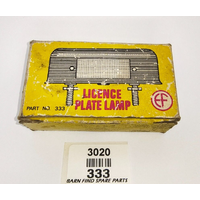 LICENCE
PLATE LAMP
PART No. 333
EF
3020
333
BARN FIND SPARE PARTS